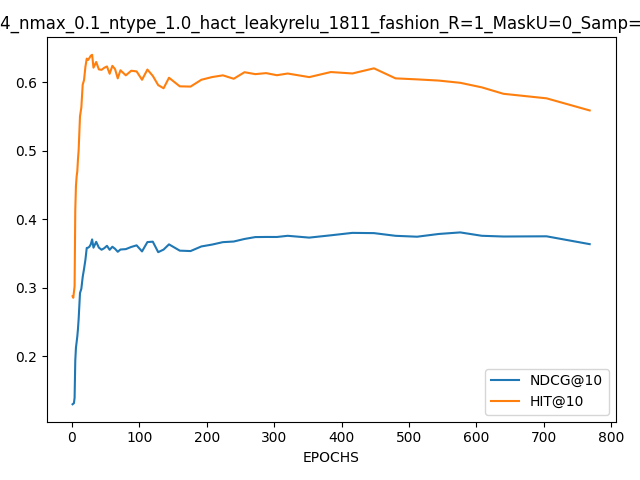 4_nmax_0.1_ntype_1.0_hact_leakyrelu_1811_fashion_R=1_MaskU=0_Samp=
0.6
0.5
0.4
0.3
0.2
NDCG@10
HIT@10
0 100 200 300 400 500 600 700 800
EPOCHS